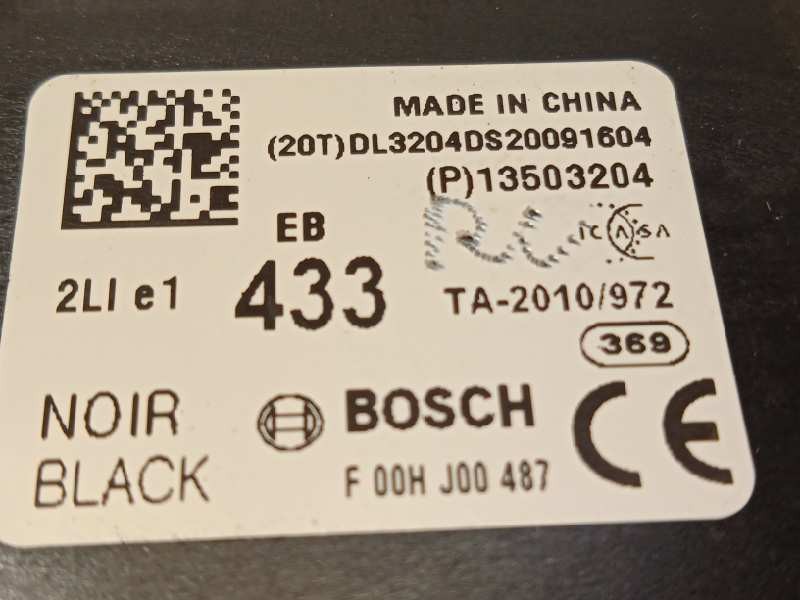 MADE IN CHINA
(20T)DL3204DS20091604
(P)13503204
EB
ICASA
2LI e1
433
TA-2010/972
369
NOIR
BOSCH
CE
BLACK
F 00H J00 487